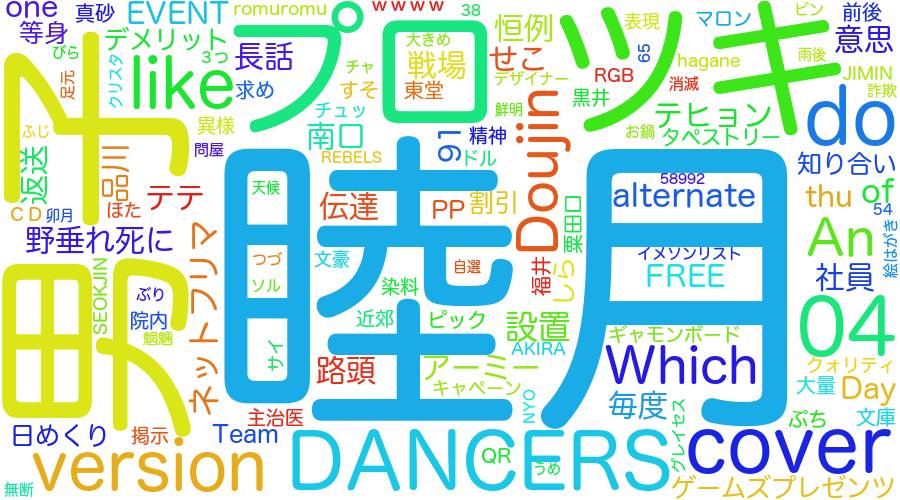 one
真砂
EVENT
romuromu
ｗｗｗｗ
38
恒例
表現
マロン
ビン
前後
等身
びら
デメリット
3つ
長話
プロ
大きめ
戦場
せこ
デザイナー
ツキ
65
hagane
雨後
意思
足元
クリスタ
like
求め
チャ
すそ
東堂
RGB
消滅
JIMIN
詐欺
黒井
do
ふじ
異様
チュッ
南口
91
精神
鮮明
テヒョン
お鍋
タペストリー
返送
問屋
REBELS
ドル
Doujin
知り合い
男子
品川
テテ
天候
暁月
58992
alternate
thu
of
ＣＤ
卯月
ほた
伝達
PP
割引
粟田口
54
野垂れ死に
ネットフリマ
つづ
文豪
自選
福井
しら
イメソンリスト
An
絵はがき
SEOKJIN
ぶり
ソル
染料
FREE
社員
院内
魍魎
近郊
ピック
設置
ギャモンボード
04
サイ
路頭
アーミー
AKIRA
Which
クォリティ
キャペーン
NYO
毎度
グレイセス
大量
Day
日めくり
掲示
主治医
ぷち
文庫
Team
DANCERS
QR
うめ
cover
version
無断
ゲームズプレゼンツ